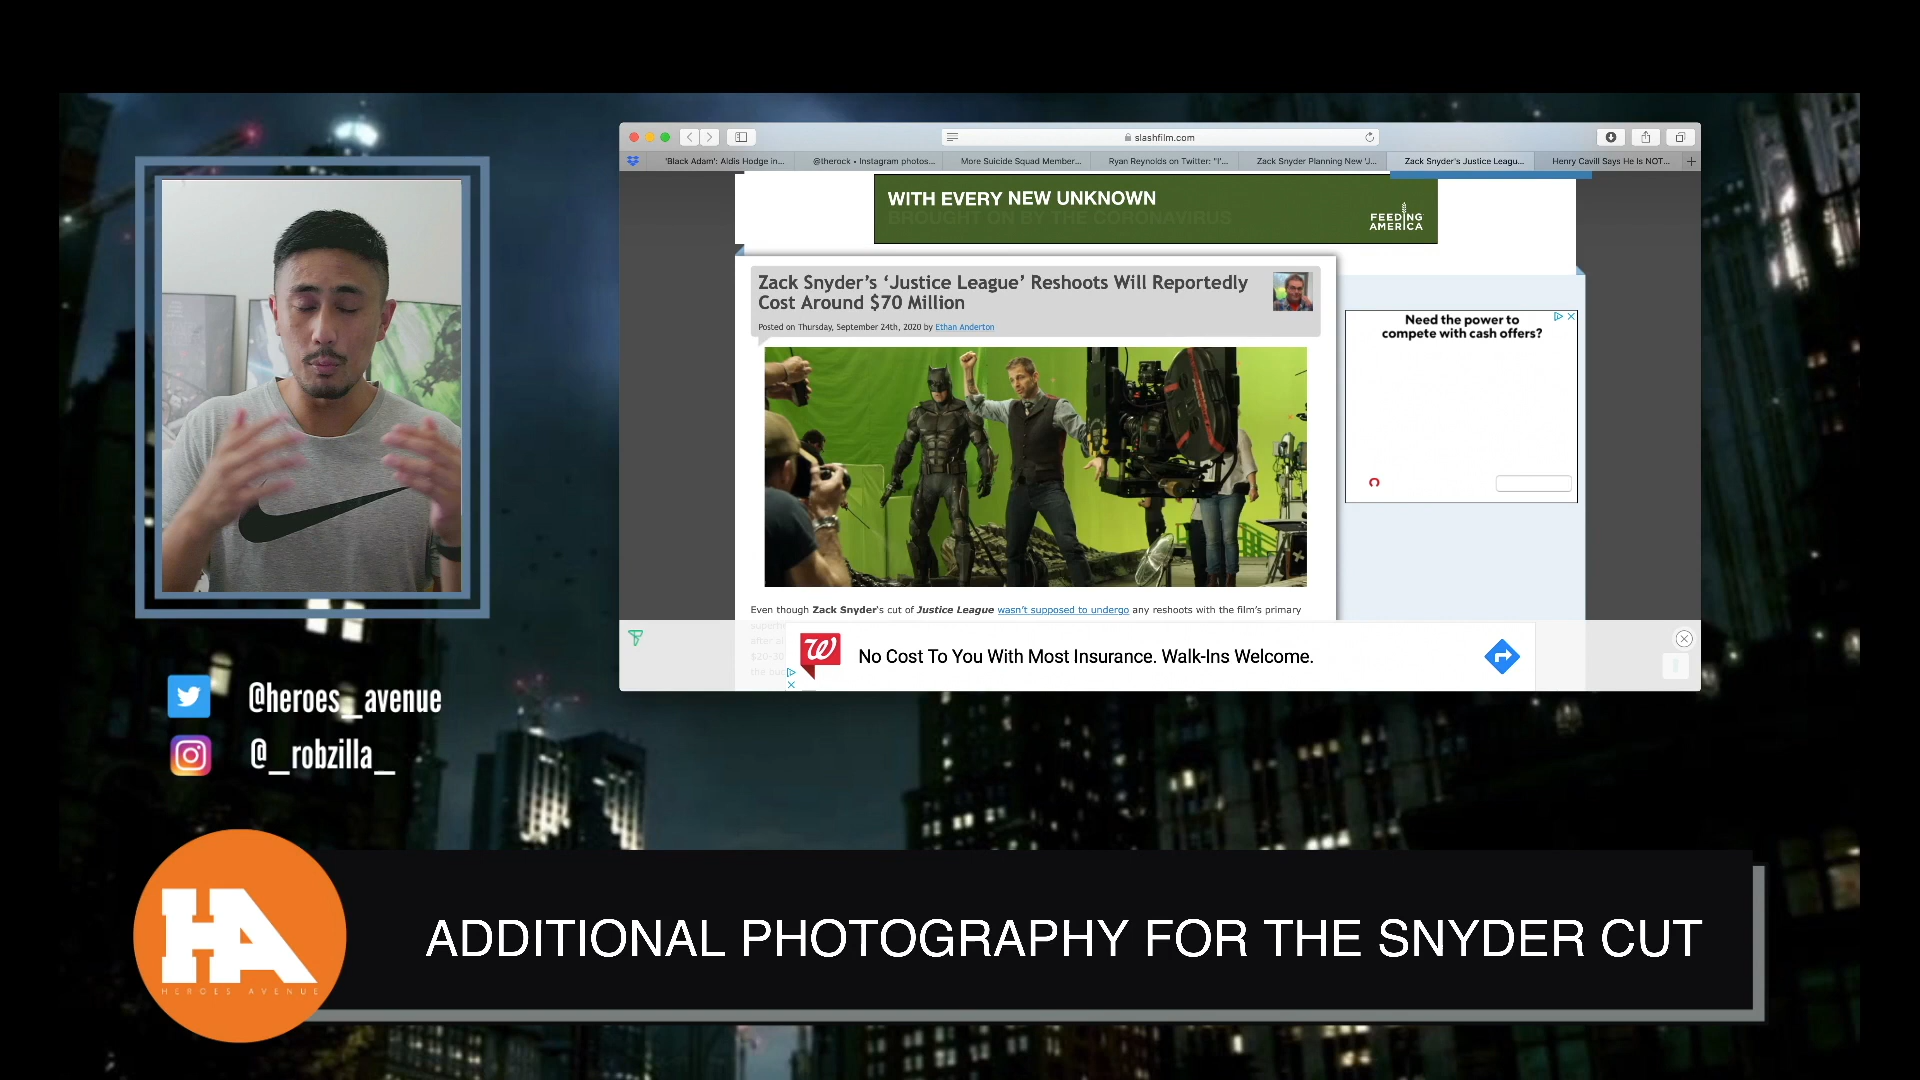 slashfilm.com
'Black Adam': Aldis Hodge in...
@therock • Instagram photos...
More Suicide Squad Member...
Ryan Reynolds on Twitter: "I'...
Zack Snyder Planning New 'J...
Zack Snyder's Justice Leagu...
Henry Cavill Says He Is NOT...
WITH EVERY NEW UNKNOWN
BROUGHT ON BY THE CORONAVIRUS
FEEDING
AMERICA
Zack Snyder's ‘Justice League’ Reshoots Will Reportedly
Cost Around $70 Million
Posted on Thursday, September 24th, 2020 by Ethan Anderton
Need the power to
compete with cash offers?
Even though Zack Snyder's cut of Justice League wasn't supposed to undergo any reshoots with the film's primary
No Cost To You With Most Insurance. Walk-Ins Welcome.
@heroes_avenue
@_robzilla_
HA
HEROES AVENUE
ADDITIONAL PHOTOGRAPHY FOR THE SNYDER CUT